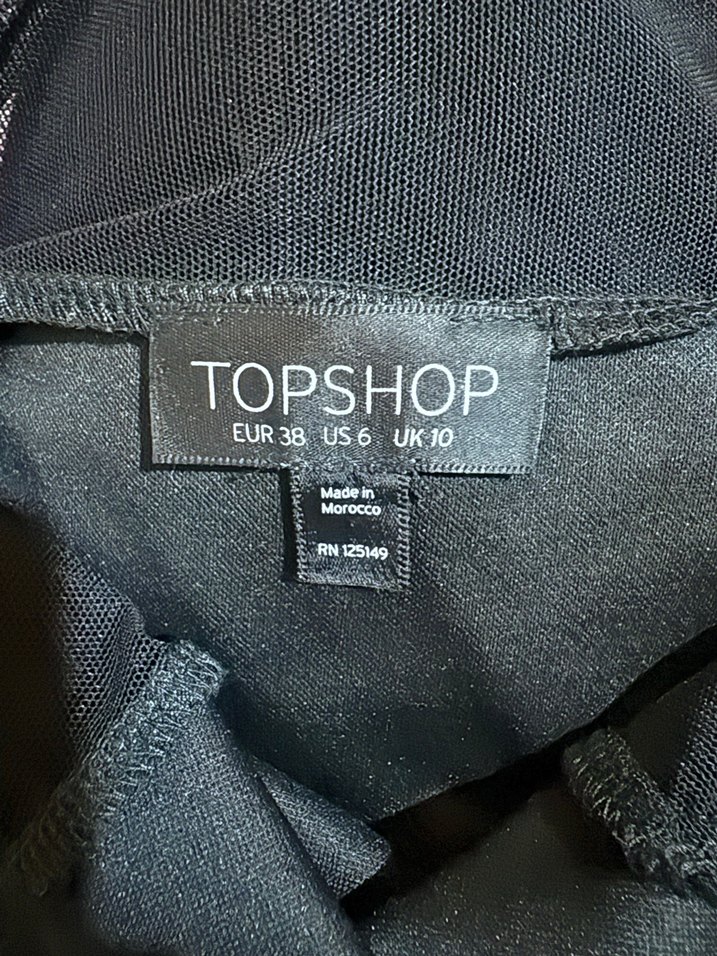 TOPSHOP
EUR 38 US 6 UK 10
Made in
Morocco
RN 125149